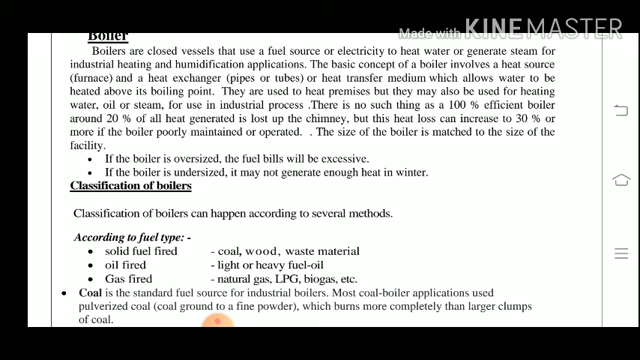 Made with KINEMASTER
Boiler
Boilers are closed vessels that use a fuel source or electricity to heat water or generate steam for
industrial heating and humidification applications. The basic concept of a boiler involves a heat source
(furnace) and a heat exchanger (pipes or tubes) or heat transfer medium which allows water to be
heated above its boiling point. They are used to heat premises but they may also be used for heating
water, oil or steam, for use in industrial process .There is no such thing as a 100 % efficient boiler
around 20 % of all heat generated is lost up the chimney, but this heat loss can increase to 30 % or
more if the boiler poorly maintained or operated. . The size of the boiler is matched to the size of the
facility.
• If the boiler is oversized, the fuel bills will be excessive.
• If the boiler is undersized, it may not generate enough heat in winter.
Classification of boilers
Classification of boilers can happen according to several methods.
According to fuel type: -
• solid fuel fired - coal, wood, waste material
• oil fired - light or heavy fuel-oil
• Gas fired - natural gas, LPG, biogas, etc.
• Coal is the standard fuel source for industrial boilers. Most coal-boiler applications used
pulverized coal (coal ground to a fine powder), which burns more completely than larger clumps
of coal.